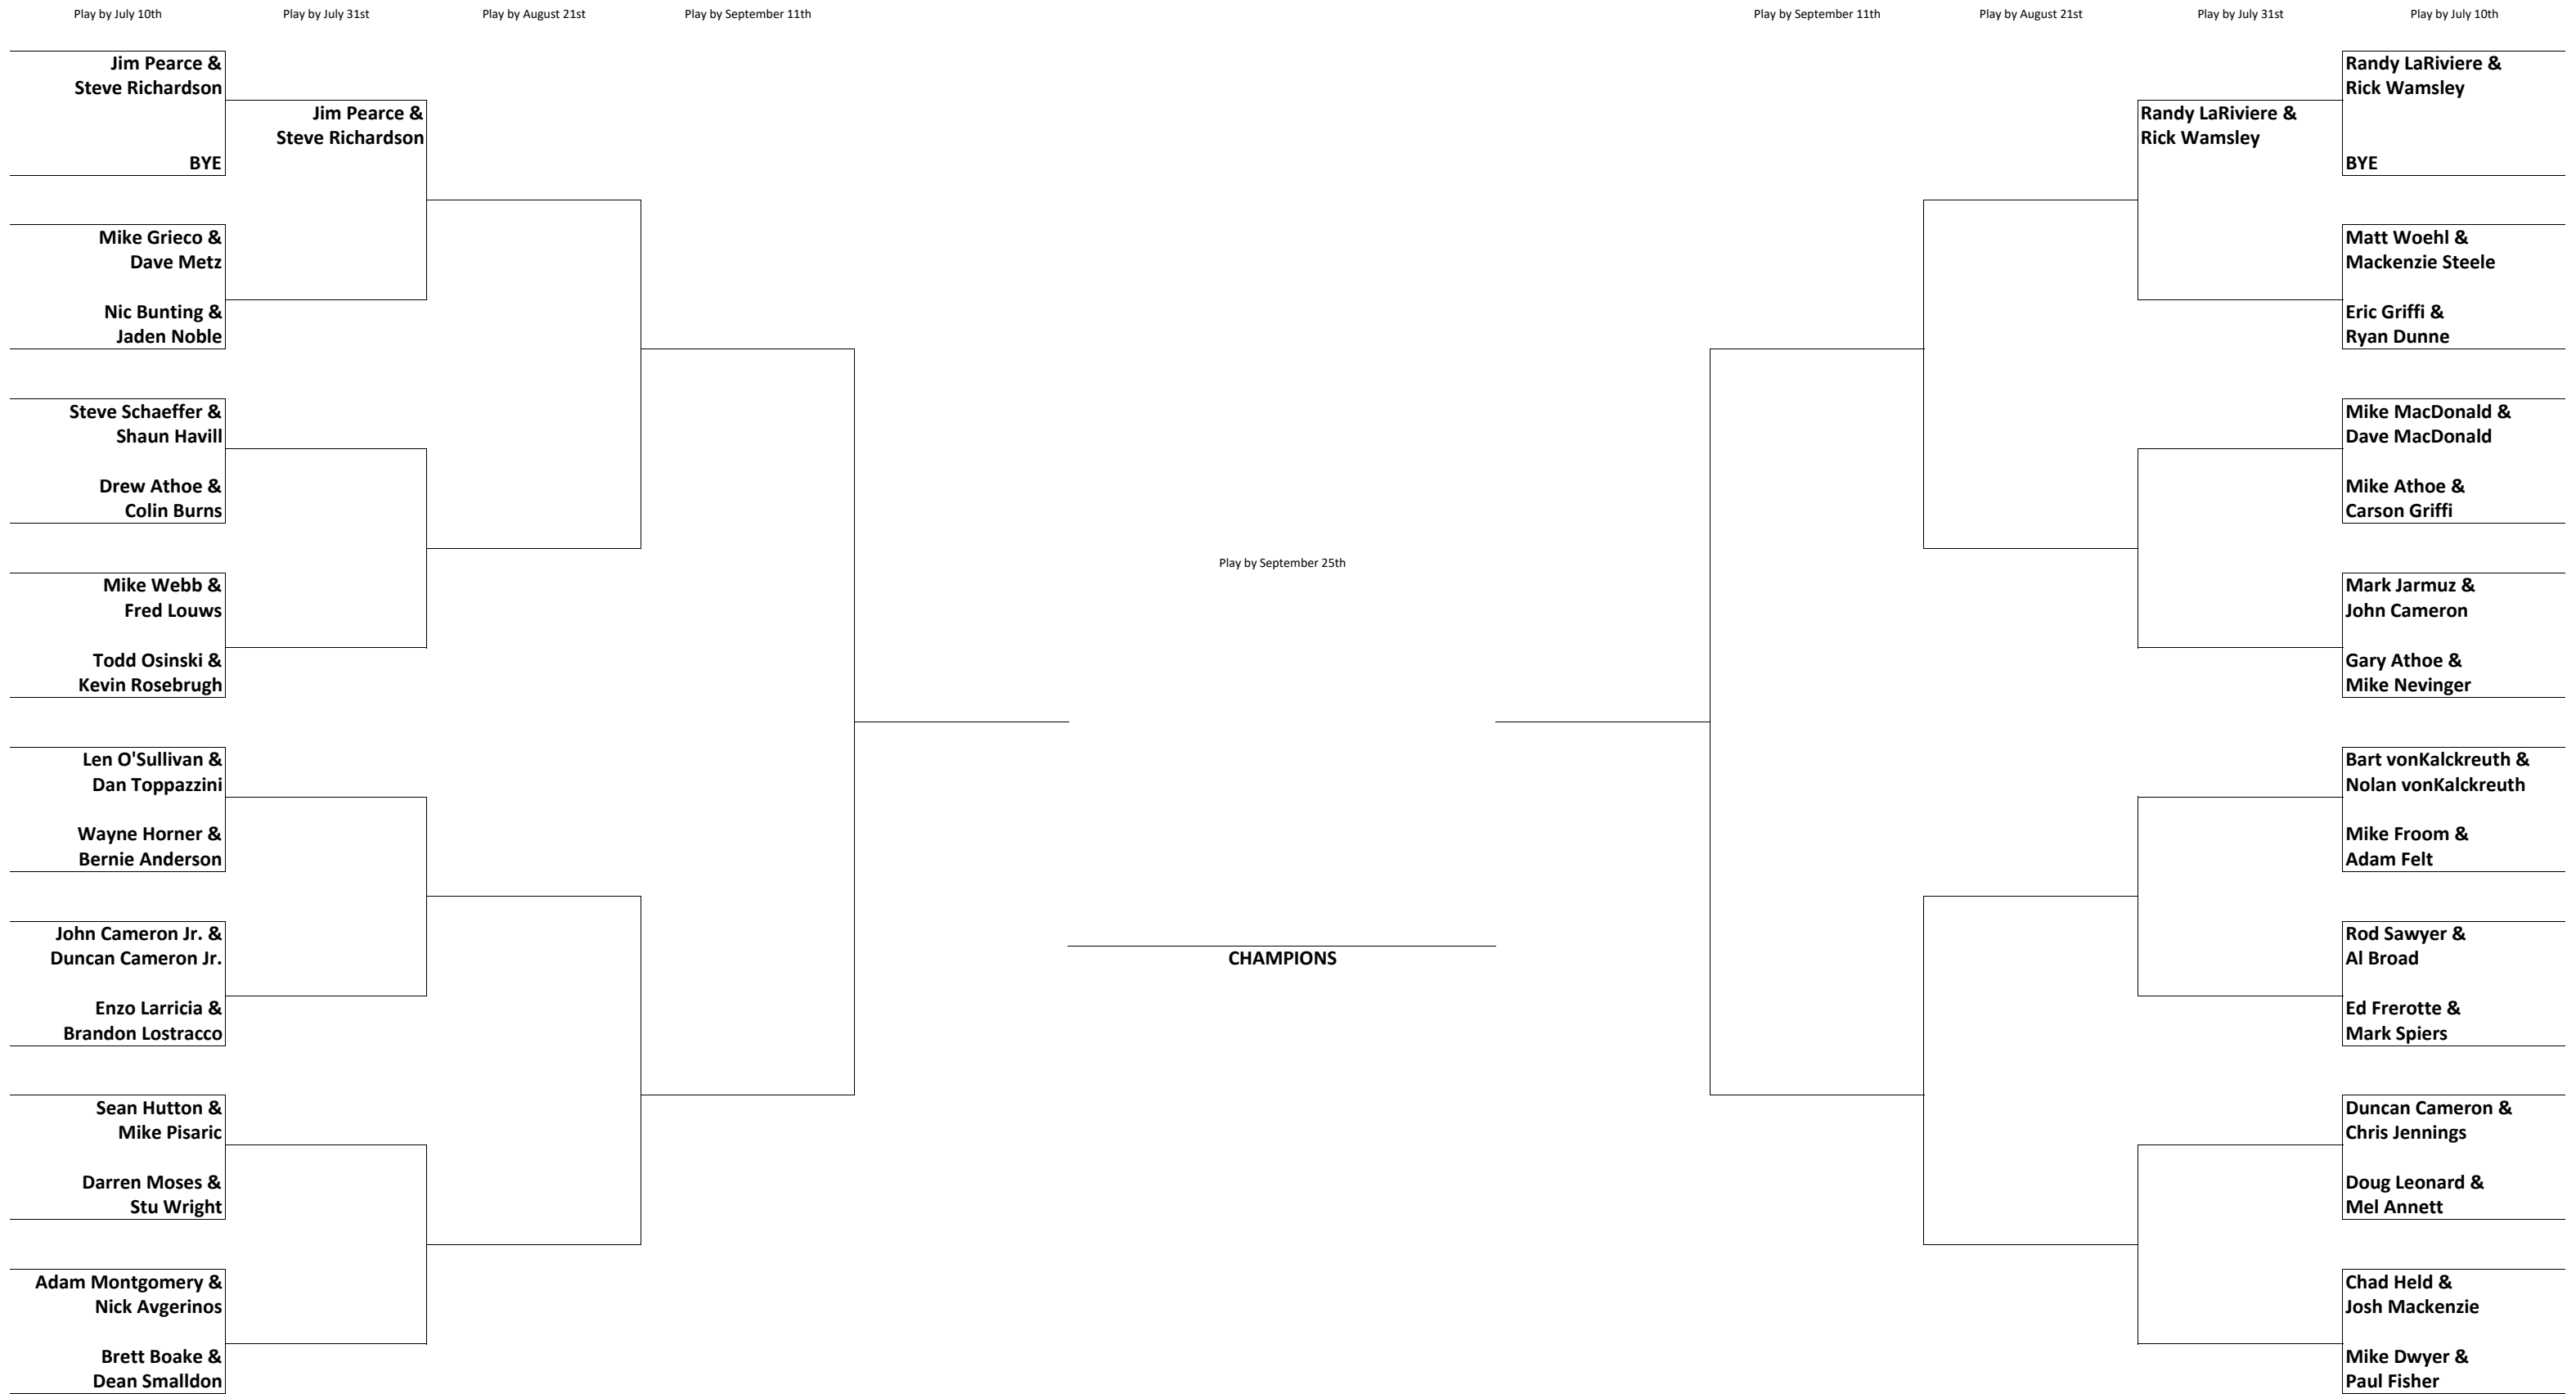 Play by July 10th
Play by July 31st
Play by August 21st
Play by September 11th
Play by September 11th
Play by August 21st
Play by July 31st
Play by July 10th
Jim Pearce &
Steve Richardson
BYE
Jim Pearce &
Steve Richardson
Mike Grieco &
Dave Metz
Nic Bunting &
Jaden Noble
Steve Schaeffer &
Shaun Havill
Drew Athoe &
Colin Burns
Mike Webb &
Fred Louws
Todd Osinski &
Kevin Rosebrugh
Len O'Sullivan &
Dan Toppazzini
Wayne Horner &
Bernie Anderson
John Cameron Jr. &
Duncan Cameron Jr.
Enzo Larricia &
Brandon Lostracco
Sean Hutton &
Mike Pisaric
Darren Moses &
Stu Wright
Adam Montgomery &
Nick Avgerinos
Brett Boake &
Dean Smalldon
Play by September 25th
CHAMPIONS
Randy LaRiviere &
Rick Wamsley
Randy LaRiviere &
Rick Wamsley
BYE
Matt Woehl &
Mackenzie Steele
Eric Griffi &
Ryan Dunne
Mike MacDonald &
Dave MacDonald
Mike Athoe &
Carson Griffi
Mark Jarmuz &
John Cameron
Gary Athoe &
Mike Nevinger
Bart vonKalckreuth &
Nolan vonKalckreuth
Mike Froom &
Adam Felt
Rod Sawyer &
Al Broad
Ed Frerotte &
Mark Spiers
Duncan Cameron &
Chris Jennings
Doug Leonard &
Mel Annett
Chad Held &
Josh Mackenzie
Mike Dwyer &
Paul Fisher